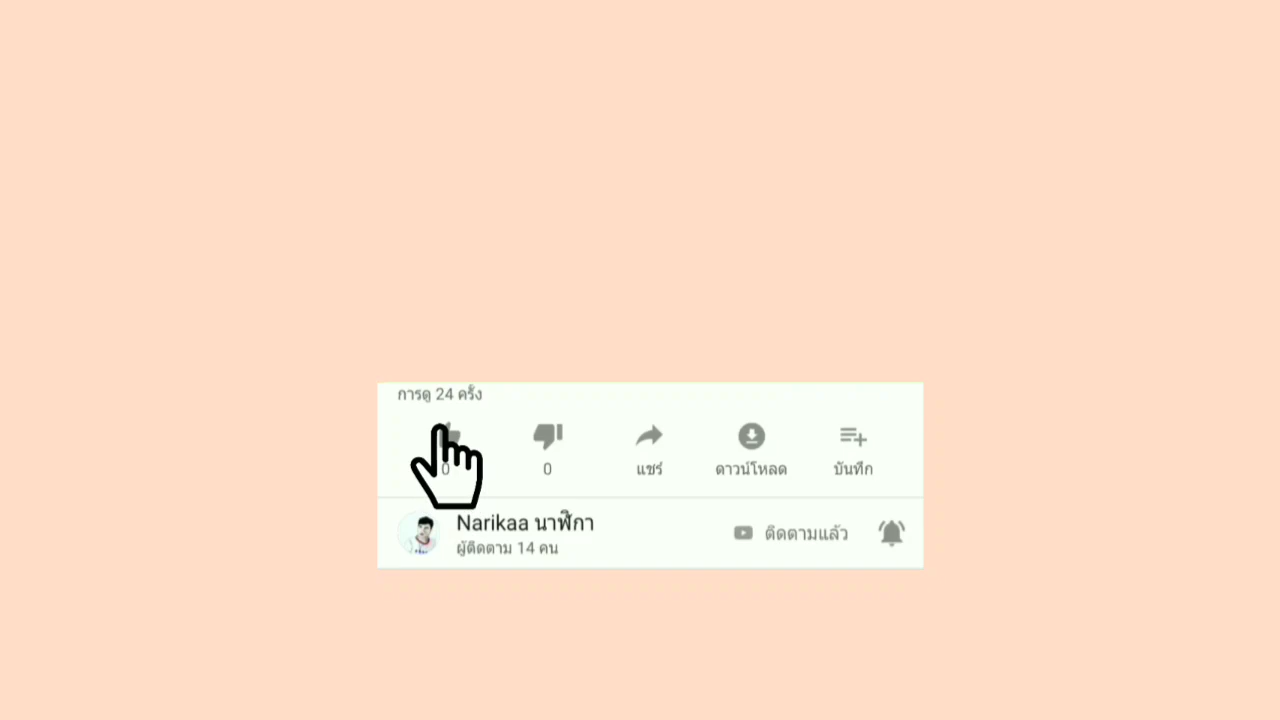 การดู 24 ครั้ง
0 0 แชร์ ดาวน์โหลด บันทึก
Narikaa นาฬิกา
ผู้ติดตาม 14 คน
ติดตามแล้ว